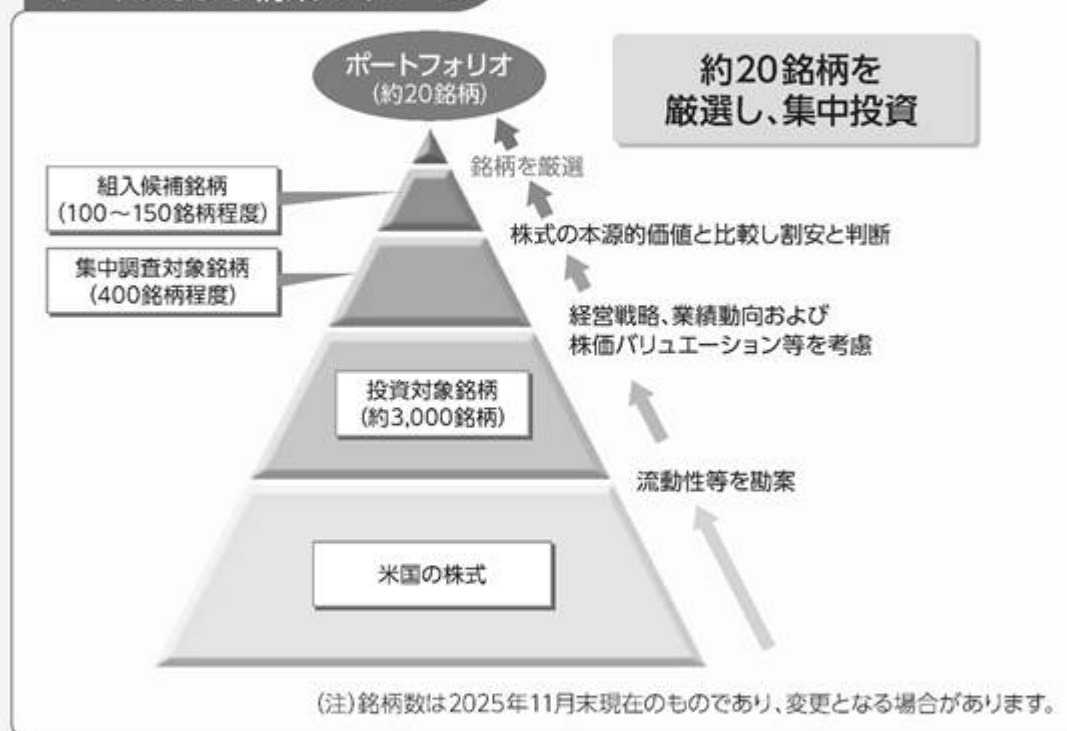 ポートフォリオ
(約20銘柄)
約20銘柄を
厳選し、集中投資
銘柄を厳選
組入候補銘柄
(100～150銘柄程度)
株式の本源的価値と比較し割安と判断
集中調査対象銘柄
(400銘柄程度)
経営戦略、業績動向および
株価バリュエーション等を考慮
投資対象銘柄
(約3,000銘柄)
流動性等を勘案
米国の株式
(注)銘柄数は2025年11月末現在のものであり、変更となる場合があります。